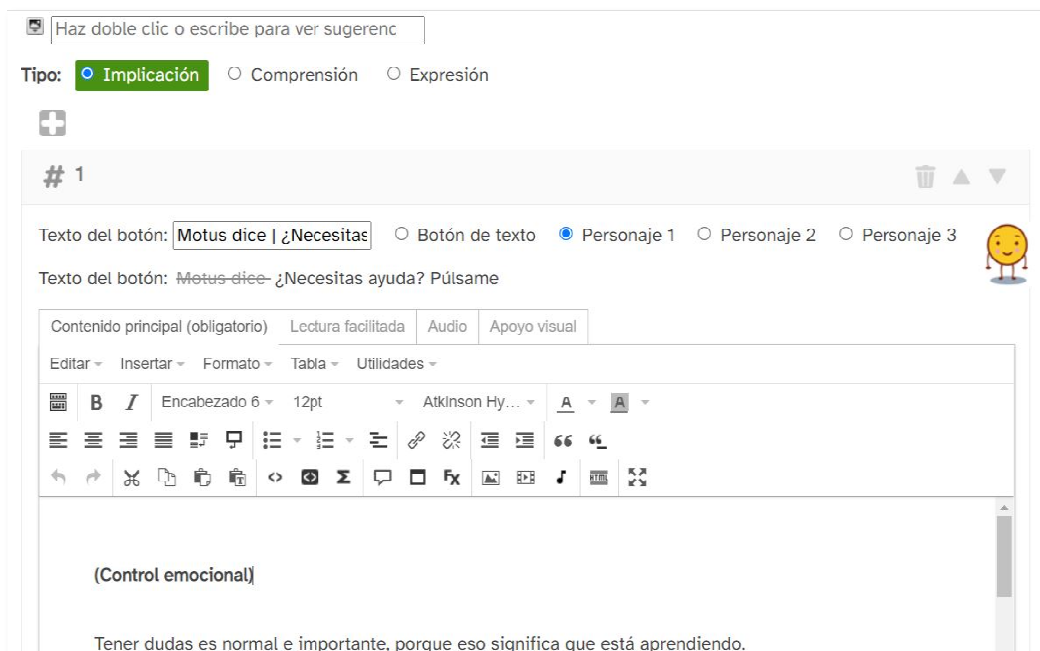 Haz doble clic o escribe para ver sugerenc
Tipo: Implicación Comprensión Expresión
# 1
Texto del botón: Motus dice | ¿Necesitas Botón de texto Personaje 1 Personaje 2 Personaje 3
Texto del botón: Motus dice ¿Necesitas ayuda? Púlsame
Contenido principal (obligatorio) Lectura facilitada Audio Apoyo visual
Editar Insertar Formato Tabla Utilidades
B I Encabezado 6 12pt Atkinson Hy... A A
Σ Fx HTML
(Control emocional)
Tener dudas es normal e importante, porque eso significa que está aprendiendo.